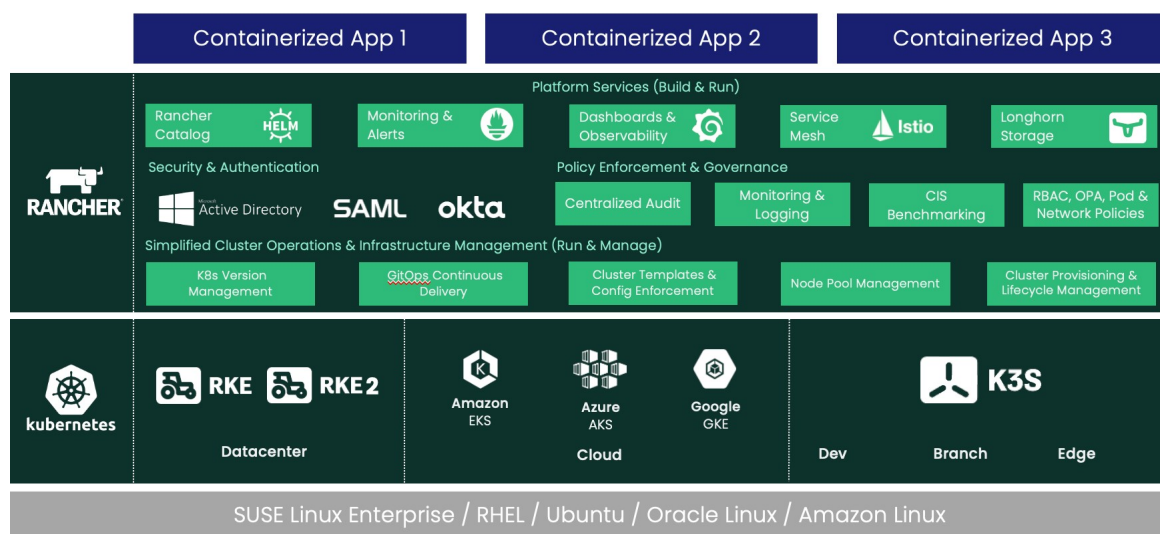 Containerized App 1
Containerized App 2
Containerized App 3
Platform Services (Build & Run)
Rancher
Catalog
HELM
Monitoring &
Alerts
Dashboards &
Observability
Service
Mesh
Istio
Longhorn
Storage
RANCHER
Security & Authentication
Microsoft
Active Directory
SAML
okta
Policy Enforcement & Governance
Centralized Audit
Monitoring &
Logging
CIS
Benchmarking
RBAC, OPA, Pod &
Network Policies
Simplified Cluster Operations & Infrastructure Management (Run & Manage)
K8s Version
Management
GitOps Continuous
Delivery
Cluster Templates &
Config Enforcement
Node Pool Management
Cluster Provisioning &
Lifecycle Management
kubernetes
RKE
RKE2
Datacenter
K
Amazon
EKS
Azure
AKS
Google
GKE
Cloud
K3S
Dev
Branch
Edge
SUSE Linux Enterprise / RHEL / Ubuntu / Oracle Linux / Amazon Linux